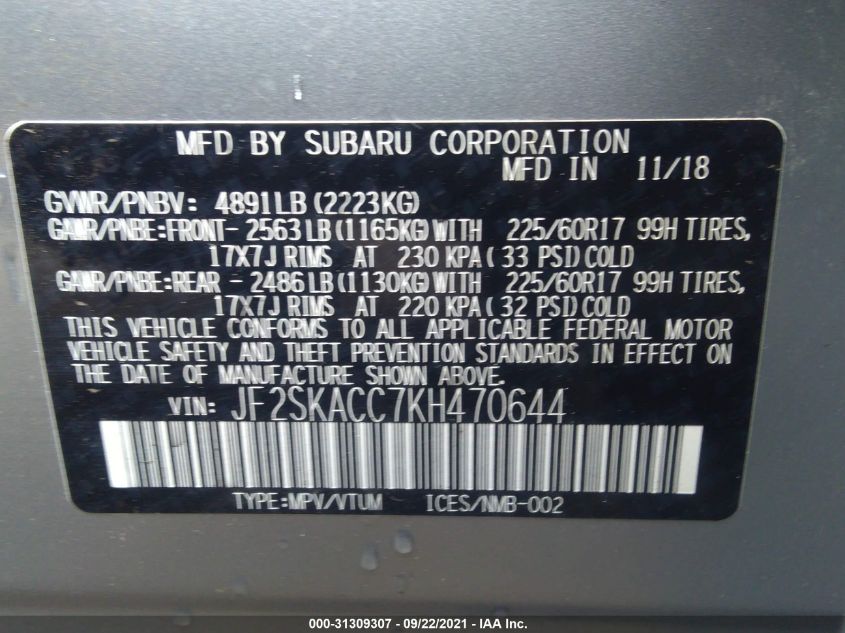 MFD BY SUBARU CORPORATION
MFD IN 11/18
GVWR/PNBV: 4891LB(2223KG)
GAWR/PNBE:FRONT- 2563LB(1165KG)WITH 225/60R17 99H TIRES,
17X7J RIMS AT 230 KPA( 33 PSI)COLD
GAWR/PNBE:REAR - 2486LB(1130KG)WITH 225/60R17 99H TIRES,
17X7J RIMS AT 220 KPA( 32 PSI)COLD
THIS VEHICLE CONFORMS TO ALL APPLICABLE FEDERAL MOTOR
VEHICLE SAFETY AND THEFT PREVENTION STANDARDS IN EFFECT ON
THE DATE OF MANUFACTURE SHOWN ABOVE.
VIN: JF2SKACC7KH470644
TYPE:MPV/VTUM ICES/NMB-002
000-31309307 - 09/22/2021 - IAA Inc.